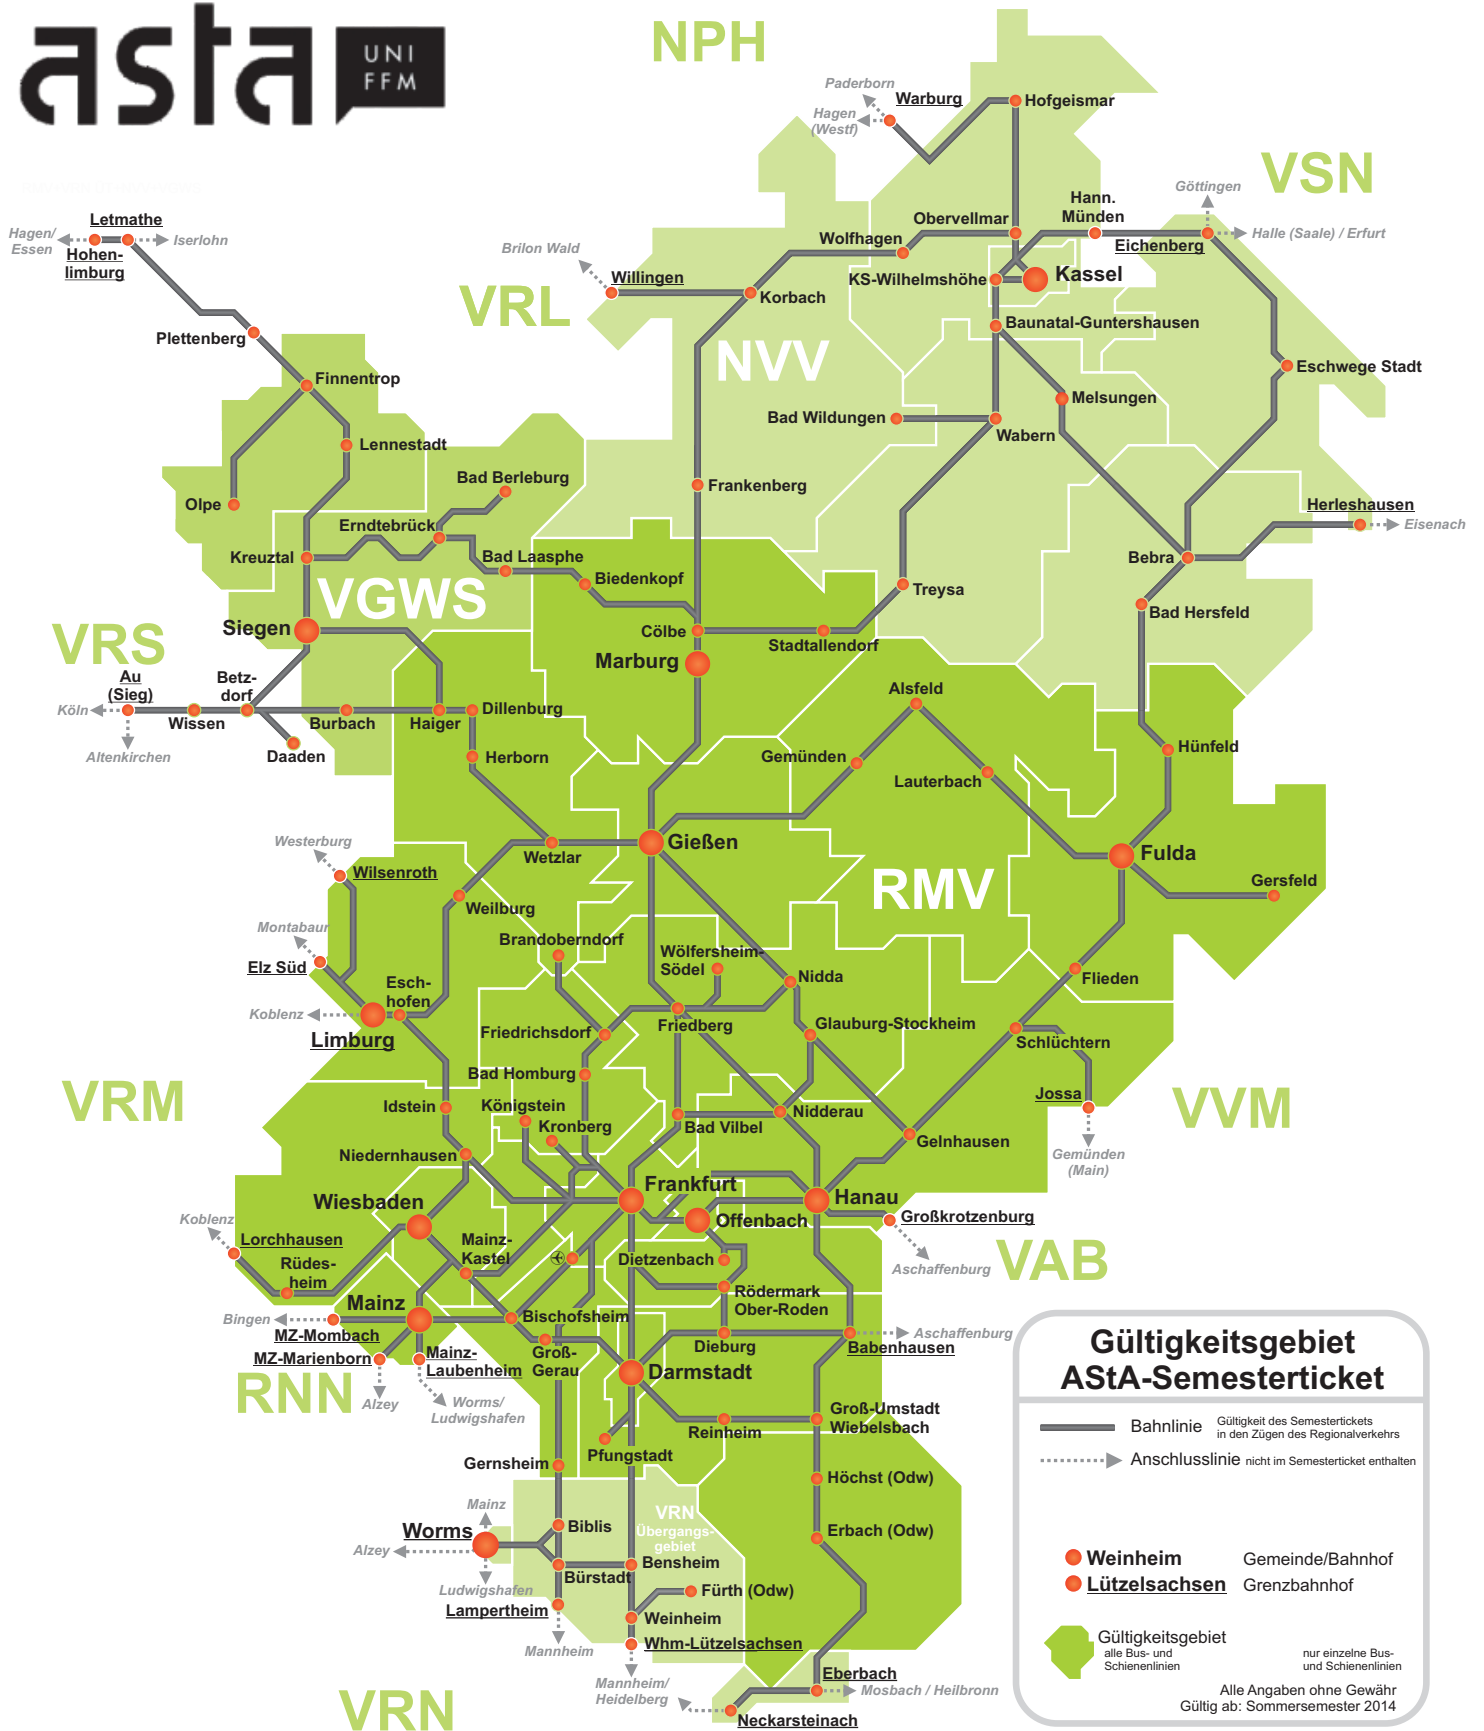 asta
UNI
FFM
NPH
Paderborn
Warburg
Hagen
(Westf)
Hofgeismar
VSN
Göttingen
Hann.
Münden
Eichenberg
Halle (Saale) / Erfurt
Obervellmar
Wolfhagen
KS-Wilhelmshöhe
Kassel
Letmathe
Hagen/
Essen
Iserlohn
Hohen-
limburg
Brilon Wald
Willingen
Korbach
VRL
Baunatal-Guntershausen
NVV
Plettenberg
Finnentrop
Eschwege Stadt
Melsungen
Bad Wildungen
Wabern
Lennestadt
Bad Berleburg
Frankenberg
Olpe
Herleshausen
Eisenach
Erndtebrück
Kreuztal
Bad Laasphe
Biedenkopf
Bebra
Treysa
Bad Hersfeld
VGWS
Siegen
VRS
Cölbe
Stadtallendorf
Marburg
Au
(Sieg)
Betz-
dorf
Köln
Wissen
Burbach
Haiger
Dillenburg
Alsfeld
Altenkirchen
Daaden
Herborn
Gemünden
Hünfeld
Lauterbach
Westerburg
Wilsenroth
Wetzlar
Gießen
Fulda
RMV
Gersfeld
Weilburg
Montabaur
Brandoberndorf
Wölfersheim-
Södel
Elz Süd
Esch-
hofen
Nidda
Flieden
Koblenz
Limburg
Friedrichsdorf
Friedberg
Glauburg-Stockheim
Schlüchtern
Bad Homburg
VRM
VVM
Idstein
Königstein
Kronberg
Bad Vilbel
Nidderau
Jossa
Gelnhausen
Gemünden
(Main)
Niedernhausen
Wiesbaden
Frankfurt
Hanau
Offenbach
Großkrotzenburg
Koblenz
Lorchhausen
Rüdes-
heim
Mainz-
Kastel
Dietzenbach
Aschaffenburg
VAB
Rödermark
Ober-Roden
Mainz
Bingen
MZ-Mombach
Bischofsheim
Dieburg
Aschaffenburg
Babenhausen
MZ-Marienborn
Mainz-
Laubenheim
Groß-
Gerau
Darmstadt
RNN
Alzey
Worms/
Ludwigshafen
Reinheim
Groß-Umstadt
Wiebelsbach
Pfungstadt
Gernsheim
Höchst (Odw)
Mainz
Worms
Biblis
VRN
Übergangs-
gebiet
Erbach (Odw)
Alzey
Bürstadt
Bensheim
Ludwigshafen
Lampertheim
Fürth (Odw)
Weinheim
Whm-Lützelsachsen
Mannheim
Mannheim/
Heidelberg
Eberbach
Mosbach / Heilbronn
Neckarsteinach
VRN
Gültigkeitsgebiet
AStA-Semesterticket
Bahnlinie Gültigkeit des Semestertickets
in den Zügen des Regionalverkehrs
Anschlusslinie nicht im Semesterticket enthalten
Weinheim Gemeinde/Bahnhof
Lützelsachsen Grenzbahnhof
Gültigkeitsgebiet
alle Bus- und
Schienenlinien
nur einzelne Bus-
und Schienenlinien
Alle Angaben ohne Gewähr
Gültig ab: Sommersemester 2014